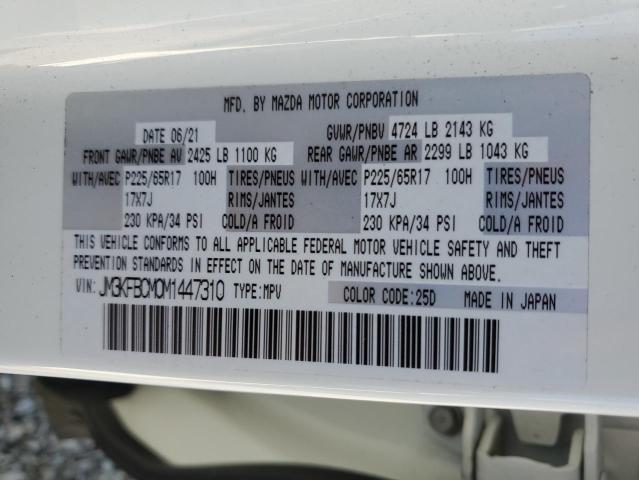 MFD. BY MAZDA MOTOR CORPORATION
DATE 06/21 GVWR/PNBV 4724 LB 2143 KG
FRONT GAWR/PNBE AV 2425 LB 1100 KG REAR GAWR/PNBE AR 2299 LB 1043 KG
WITH/AVEC P225/65R17 100H TIRES/PNEUS WITH/AVEC P225/65R17 100H TIRES/PNEUS
17X7J RIMS/JANTES 17X7J RIMS/JANTES
230 KPA/34 PSI COLD/A FROID 230 KPA/34 PSI COLD/A FROID
THIS VEHICLE CONFORMS TO ALL APPLICABLE FEDERAL MOTOR VEHICLE SAFETY AND THEFT
PREVENTION STANDARDS IN EFFECT ON THE DATE OF MANUFACTURE SHOWN ABOVE.
VIN: JM3KFBCM0M1447310 TYPE:MPV COLOR CODE:25D MADE IN JAPAN